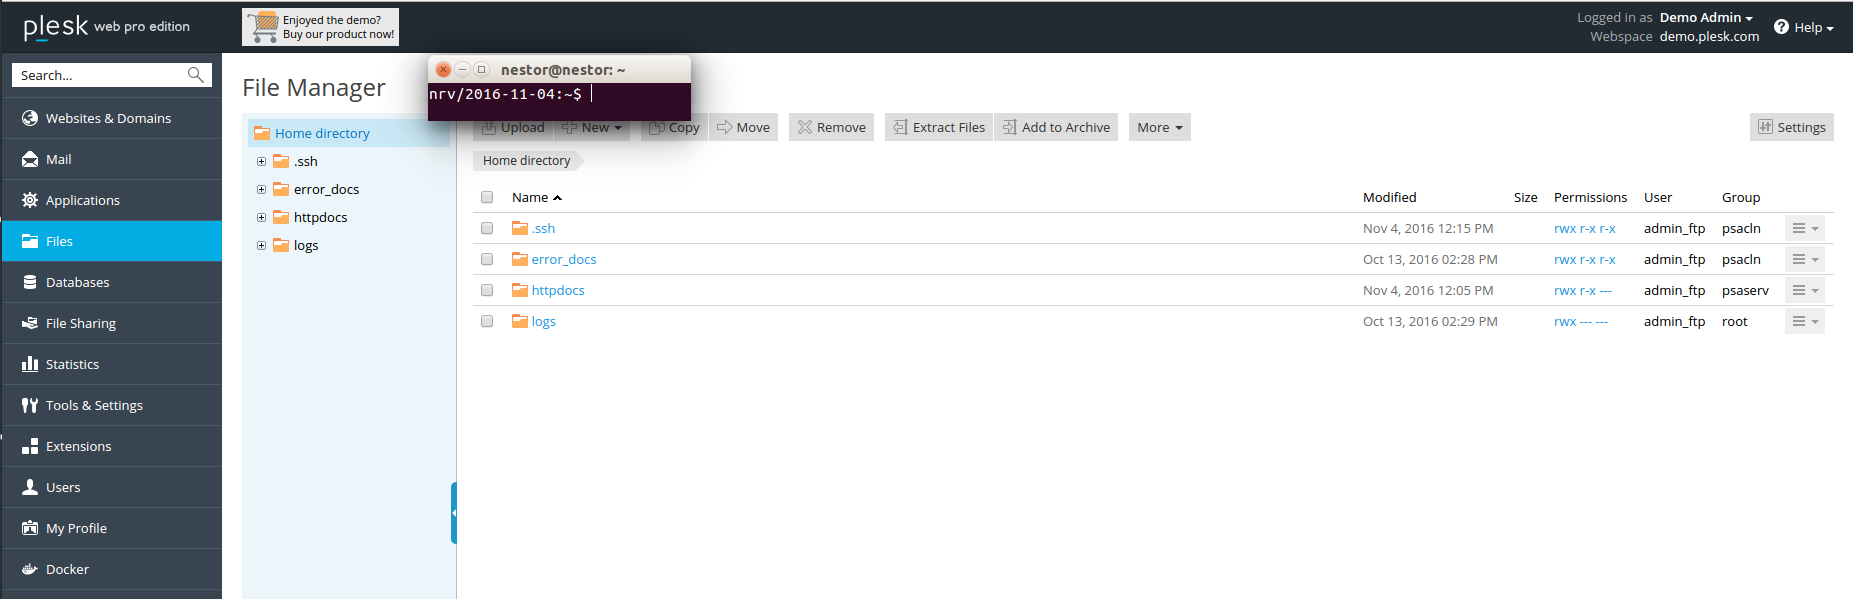 plesk web pro edition
Enjoyed the demo?
Buy our product now!
Logged in as Demo Admin
Webspace demo.plesk.com
Help
Search...
Websites & Domains
Mail
Applications
Files
Databases
File Sharing
Statistics
Tools & Settings
Extensions
Users
My Profile
Docker
File Manager
nestor@nestor: ~
nrv/2016-11-04:~$
Home directory
.ssh
error_docs
httpdocs
logs
Upload New Copy Move Remove Extract Files Add to Archive More Settings
Home directory
Name Modified Size Permissions User Group
.ssh Nov 4, 2016 12:15 PM rwx r-x r-x admin_ftp psacln
error_docs Oct 13, 2016 02:28 PM rwx r-x r-x admin_ftp psacln
httpdocs Nov 4, 2016 12:05 PM rwx r-x --- admin_ftp psaserv
logs Oct 13, 2016 02:29 PM rwx --- --- admin_ftp root